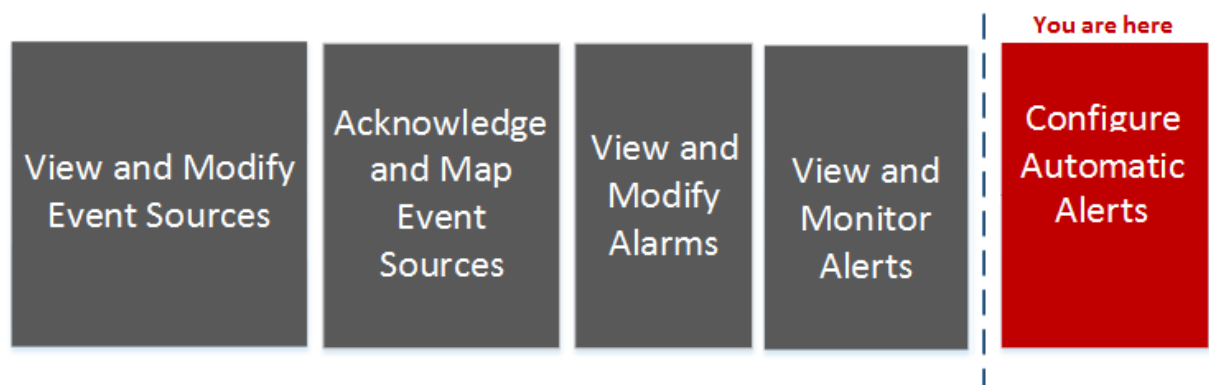 You are here
View and Modify
Event Sources
Acknowledge
and Map
Event
Sources
View and
Modify
Alarms
View and
Monitor
Alerts
Configure
Automatic
Alerts